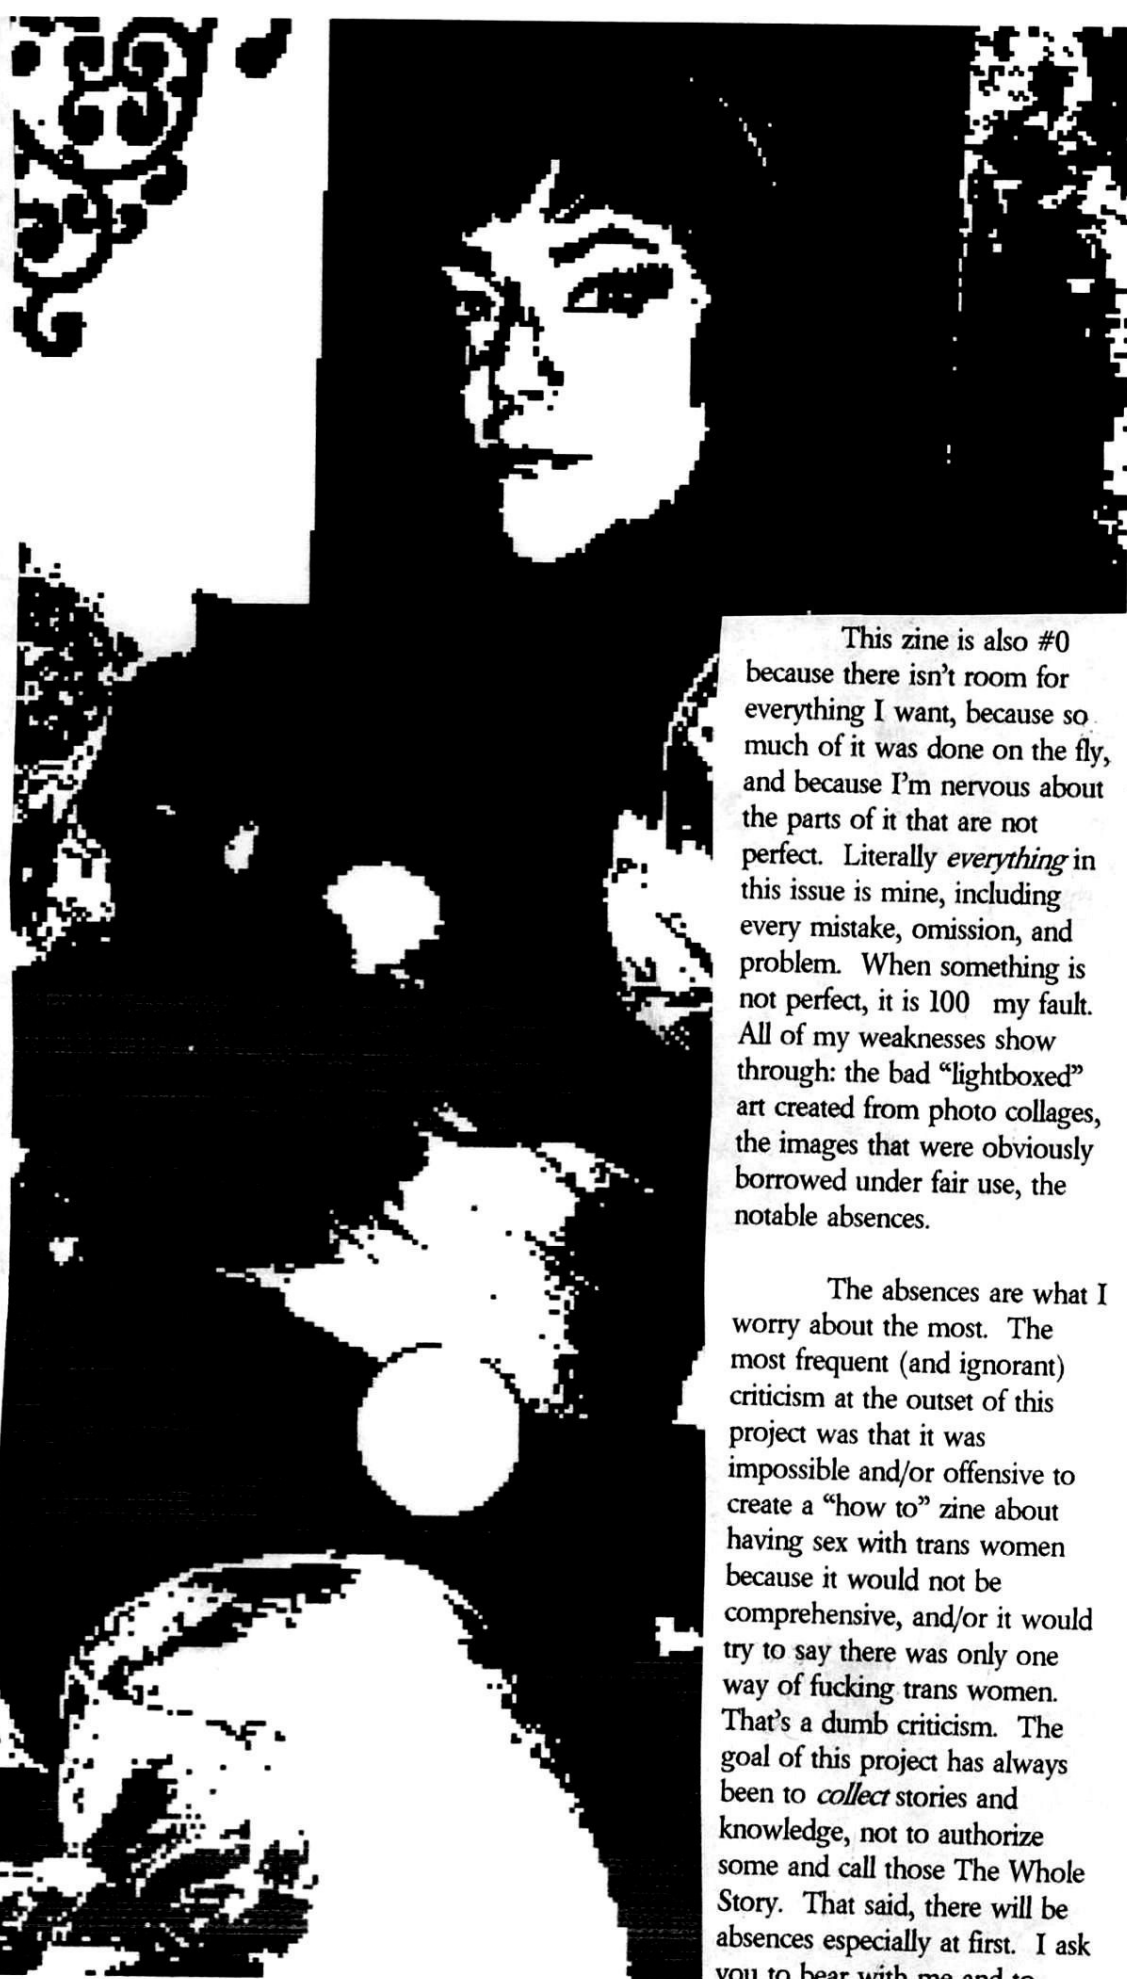 This zine is also #0
because there isn't room for
everything I want, because so
much of it was done on the fly,
and because I'm nervous about
the parts of it that are not
perfect. Literally everything in
this issue is mine, including
every mistake, omission, and
problem. When something is
not perfect, it is 100 my fault.
All of my weaknesses show
through: the bad “lightboxed”
art created from photo collages,
the images that were obviously
borrowed under fair use, the
notable absences.
The absences are what I
worry about the most. The
most frequent (and ignorant)
criticism at the outset of this
project was that it was
impossible and/or offensive to
create a “how to” zine about
having sex with trans women
because it would not be
comprehensive, and/or it would
try to say there was only one
way of fucking trans women.
That's a dumb criticism. The
goal of this project has always
been to collect stories and
knowledge, not to authorize
some and call those The Whole
Story. That said, there will be
absences especially at first. I ask
you to bear with me and to